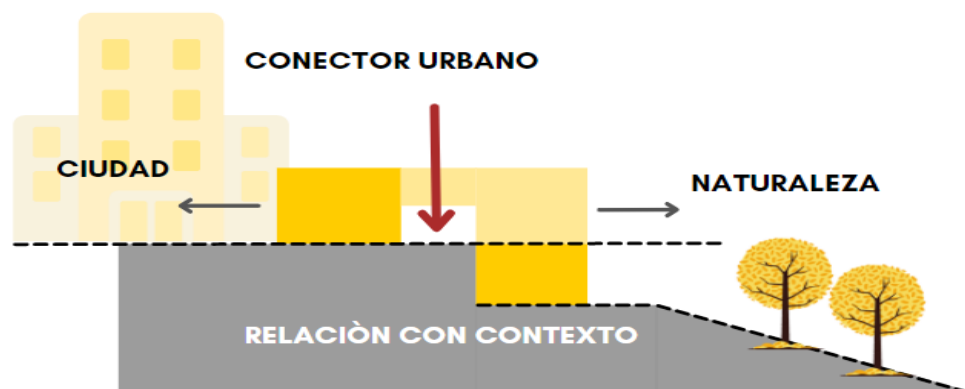 CONECTOR URBANO
CIUDAD
NATURALEZA
RELACIÒN CON CONTEXTO